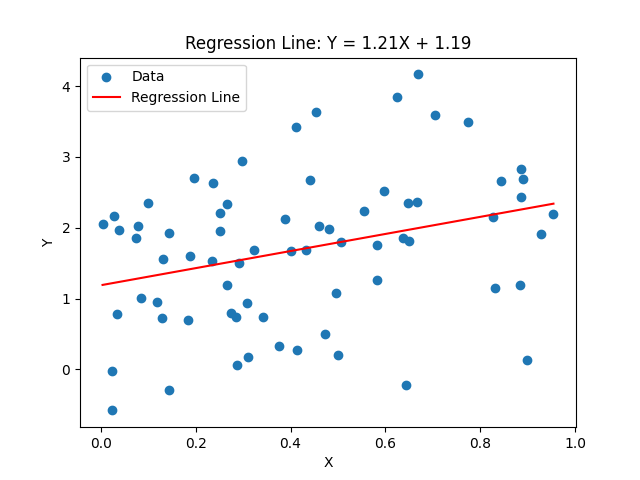 Regression Line: Y = 1.21X + 1.19
Data
Regression Line
4
3
2
1
0
Y
0.0 0.2 0.4 0.6 0.8 1.0
X